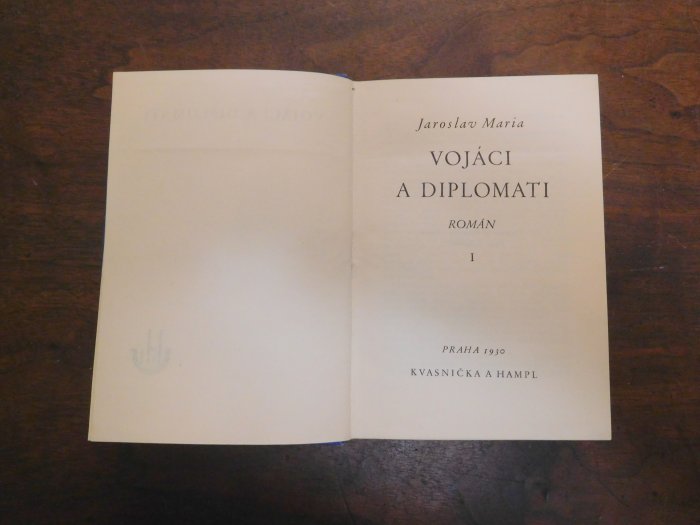 Jaroslav Maria
VOJÁCI
A DIPLOMATI
ROMÁN
I
PRAHA 1930
KVASNIČKA A HAMPL